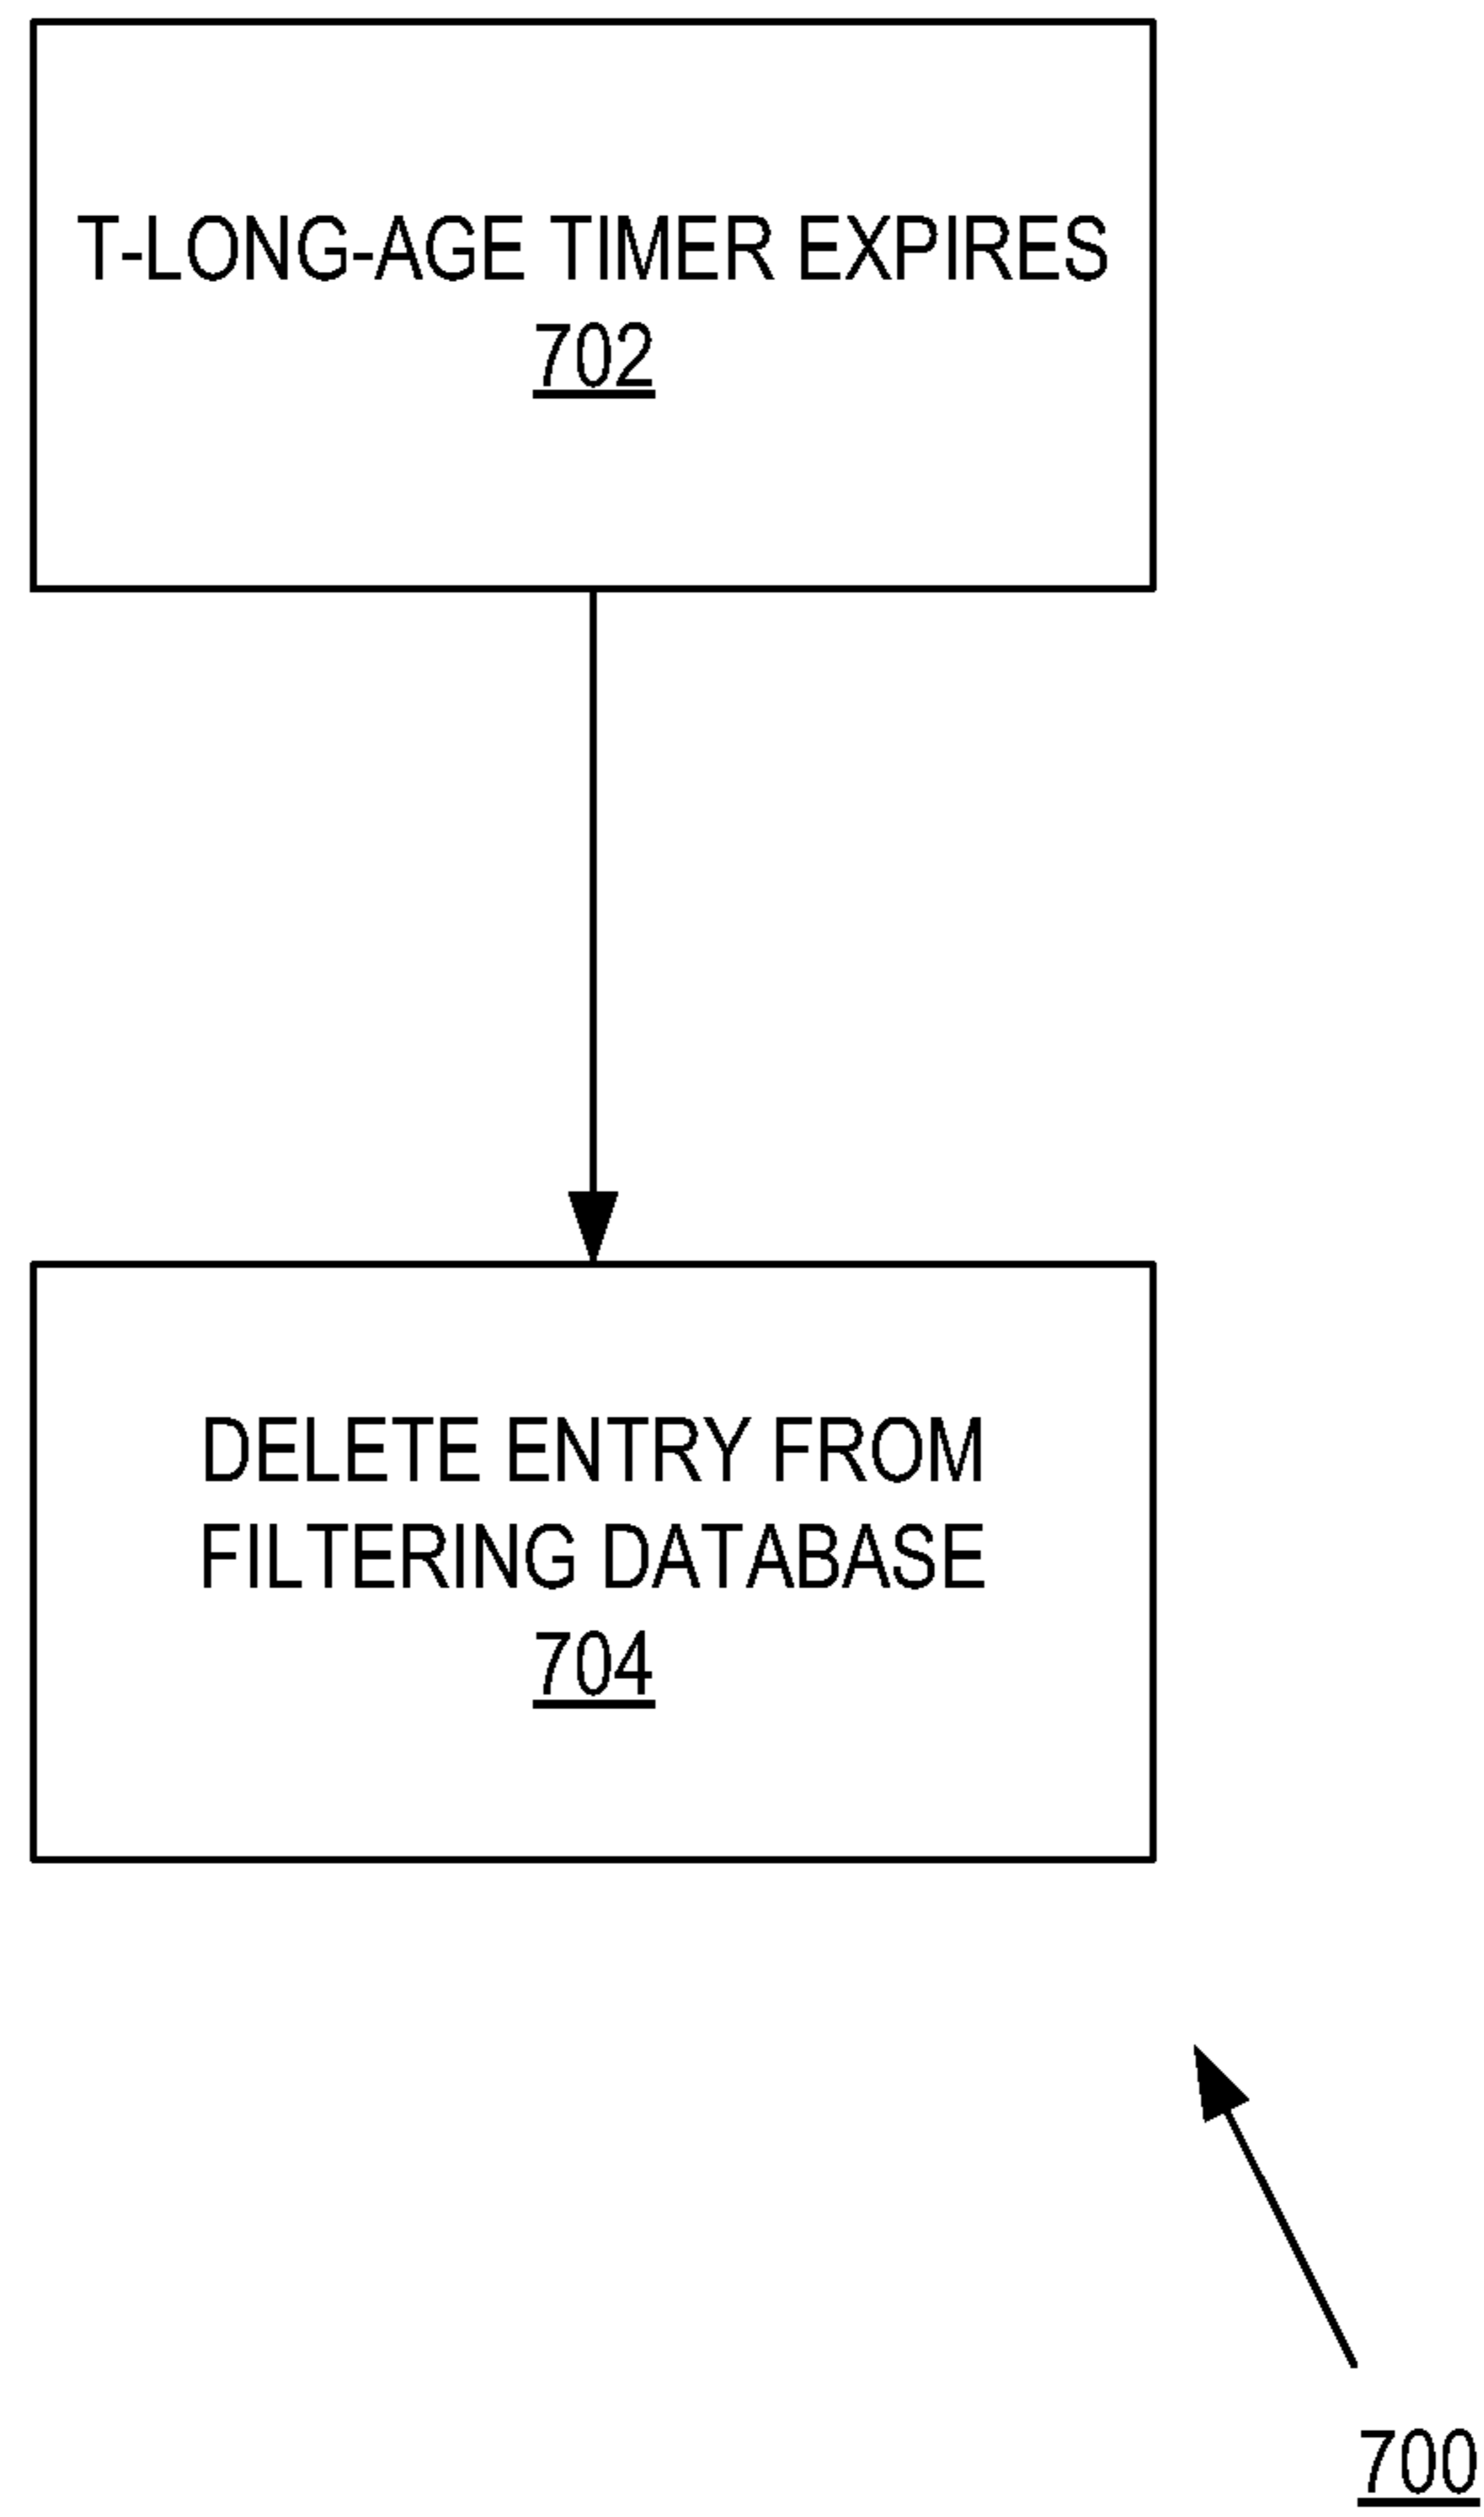 T-LONG-AGE TIMER EXPIRES
702
DELETE ENTRY FROM
FILTERING DATABASE
704
700